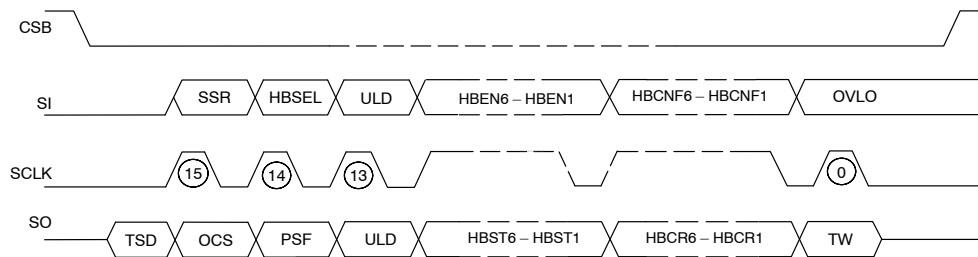 CSB
SI SSR HBSEL ULD HBEN6 – HBEN1 HBCNF6 – HBCNF1 OVLO
SCLK 15 14 13 0
SO TSD OCS PSF ULD HBST6 – HBST1 HBCR6 – HBCR1 TW